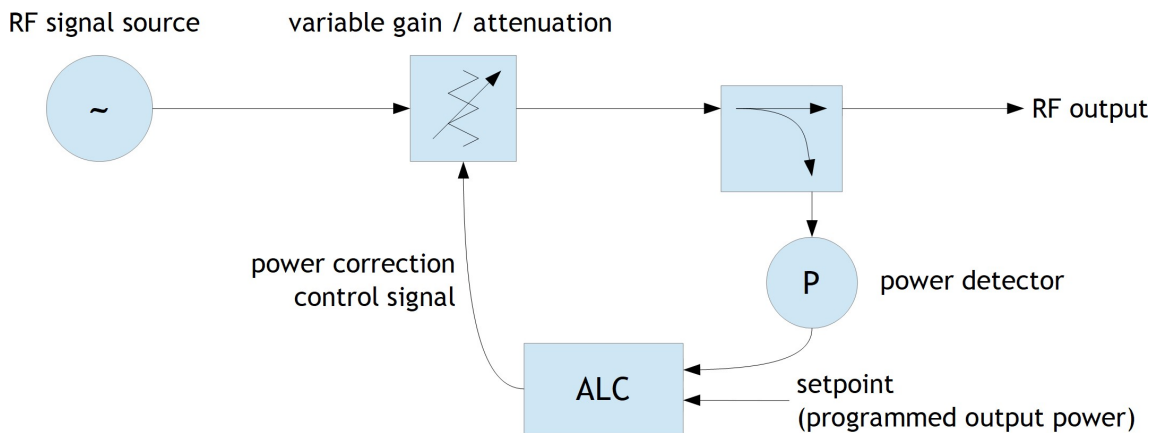 RF signal source
variable gain / attenuation
~
RF output
power correction
control signal
P
power detector
ALC
setpoint
(programmed output power)